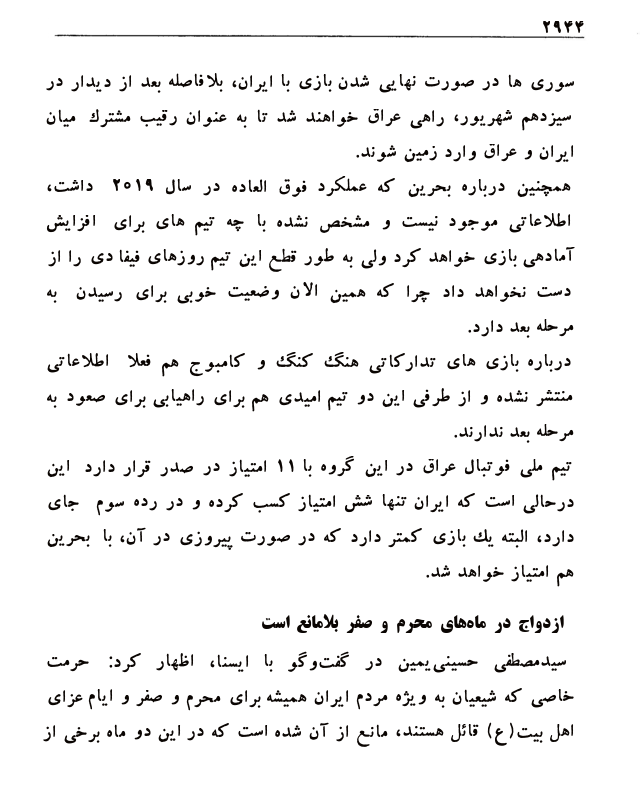 ۲۹۴۴
سوری ها در صورت نهایی شدن بازی با ایران، بلافاصله بعد از دیدار در
سیزدهم شهریور، راهی عراق خواهند شد تا به عنوان رقیب مشترك میان
ایران و عراق وارد زمین شوند.
همچنین درباره بحرین که عملکرد فوق العاده در سال ۲۰۱۹ داشت،
اطلاعاتی موجود نیست و مشخص نشده با چه تیم های برای افزایش
آمادهی بازی خواهد کرد ولی به طور قطع این تیم روزهای فیفا دی را از
دست نخواهد داد چرا که همین الان وضعیت خوبی برای رسیدن به
مرحله بعد دارد.
درباره بازی های تدارکاتی هنگ کنگ و کامبوج هم فعلا اطلاعاتی
منتشر نشده و از طرفی این دو تیم امیدی هم برای راهیابی برای صعود به
مرحله بعد ندارند.
تیم ملی فوتبال عراق در این گروه با ۱۱ امتیاز در صدر قرار دارد این
درحالی است که ایران تنها شش امتیاز کسب کرده و در رده سوم جای
دارد، البته یك بازی کمتر دارد که در صورت پیروزی در آن، با بحرین
هم امتیاز خواهد شد.
ازدواج در ماه‌های محرم و صفر بلامانع است
سیدمصطفی حسینی‌یمین در گفت‌وگو با ایسنا، اظهار کرد: حرمت
خاصی که شیعیان به ویژه مردم ایران همیشه برای محرم و صفر و ایام عزای
اهل بیت(ع) قائل هستند، مانع از آن شده است که در این دو ماه برخی از